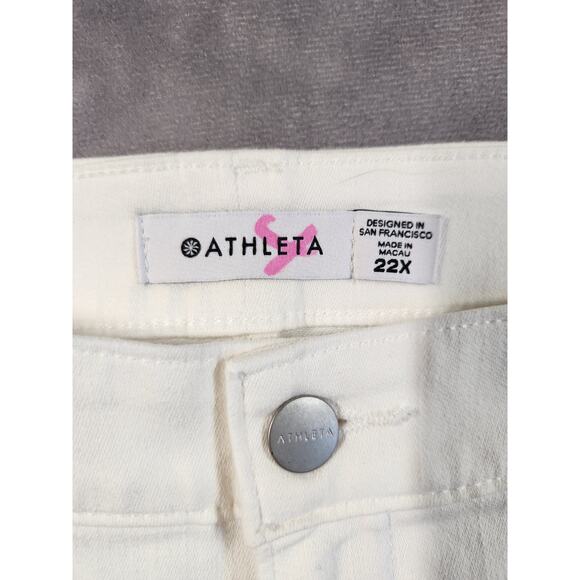 ATHLETA
DESIGNED IN
SAN FRANCISCO
MADE IN
MACAU
22X
ATHLETA